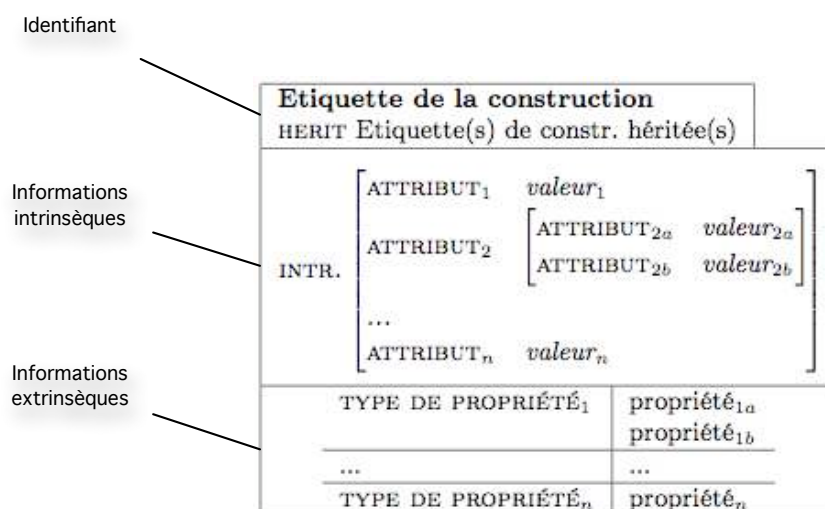 Identifiant
Etiquette de la construction
HERIT Etiquette(s) de constr. héritée(s)
Informations
intrinsèques
INTR.
ATTRIBUT₁ valeur₁
ATTRIBUT₂
ATTRIBUT₂ₐ valeur₂ₐ
ATTRIBUT₂b valeur₂b
...
ATTRIBUTₙ valeurₙ
Informations
extrinsèques
TYPE DE PROPRIÉTÉ₁ propriété₁ₐ
propriété₁b
... ...
TYPE DE PROPRIÉTÉₙ propriétéₙ